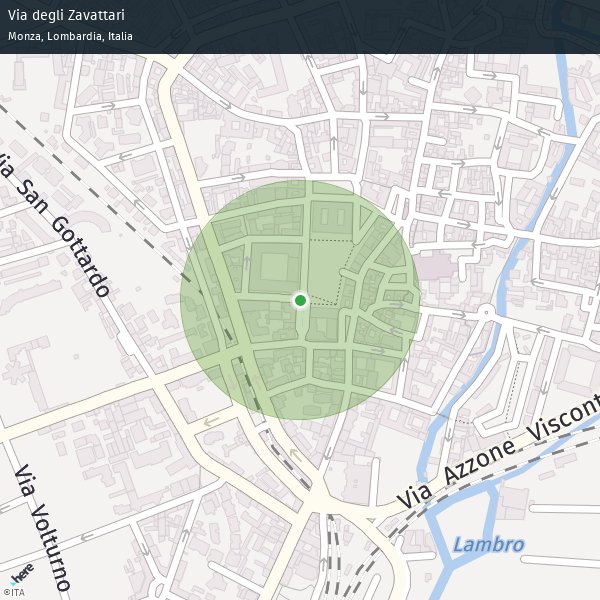 Via degli Zavattari
Monza, Lombardia, Italia
Via San Gottardo
Via Azzone Viscont
Via Volturno
Lambro
here
©ITA